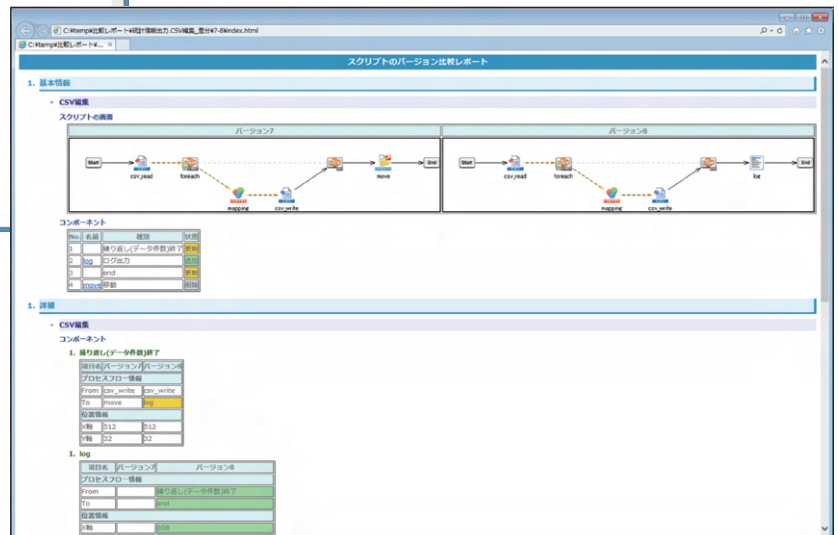 C:¥temp¥比較レポート¥統計情報出力.CSV編集_差分¥7-8¥index.html
C:¥temp¥比較レポート¥K...
スクリプトのバージョン比較レポート
1. 基本情報
CSV編集
スクリプトの画面
バージョン7 バージョン8
Start csv_read foreach mapping csv_write move End
Start csv_read foreach mapping csv_write log End
コンポーネント
No. 名前 種別 状態
1 繰り返し(データ件数)終了 更新
2 log ログ出力 追加
3 end 更新
4 move 移動 削除
1. 詳細
CSV編集
コンポーネント
1. 繰り返し(データ件数)終了
項目名 バージョン7 バージョン8
プロセスフロー情報
From csv_write csv_write
To move log
位置情報
X軸 512 512
Y軸 32 32
1. log
項目名 バージョン7 バージョン8
プロセスフロー情報
From 繰り返し(データ件数)終了
To end
位置情報
X軸 608